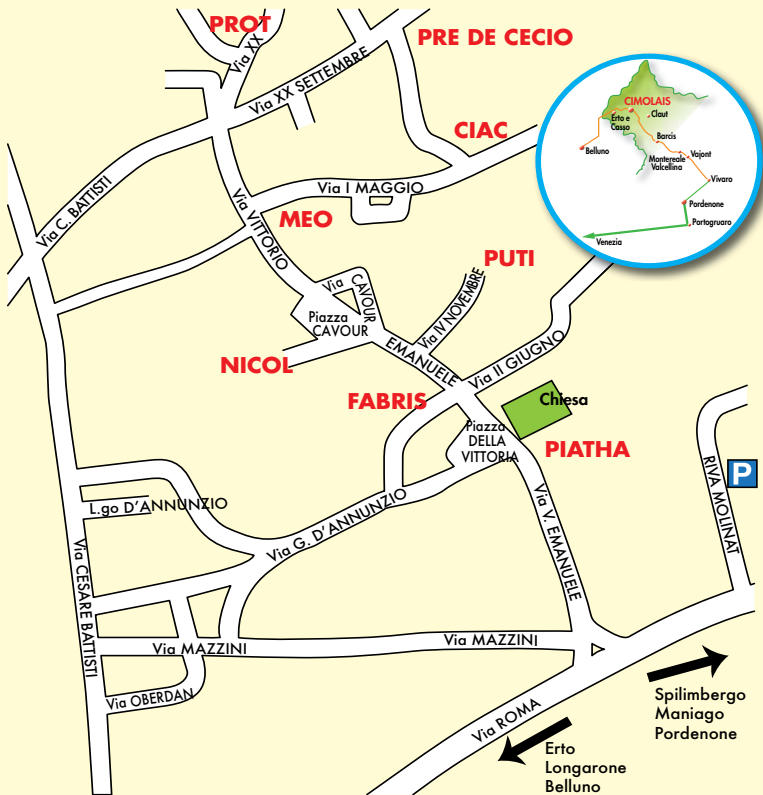 PROT
Via XX
PRE DE CECIO
Via XX SETTEMBRE
CIAC
CIMOLAIS
Claut
Erto e
Casso
Barcis
Belluno
Vajont
Montereale
Valcellina
Vivaro
Pordenone
Portogruaro
Venezia
Via C. BATTISTI
Via VITTORIO
Via I MAGGIO
MEO
PUTI
Via
CAVOUR
Piazza
CAVOUR
Via IV NOVEMBRE
EMANUELE
NICOL
Via II GIUGNO
FABRIS
Chiesa
Piazza
DELLA
VITTORIA
PIATHA
RIVA MOLINAT
P
L.go D'ANNUNZIO
Via G. D'ANNUNZIO
Via V. EMANUELE
Via CESARE BATTISTI
Via MAZZINI
Via MAZZINI
Via OBERDAN
Via ROMA
Spilimbergo
Maniago
Pordenone
Erto
Longarone
Belluno